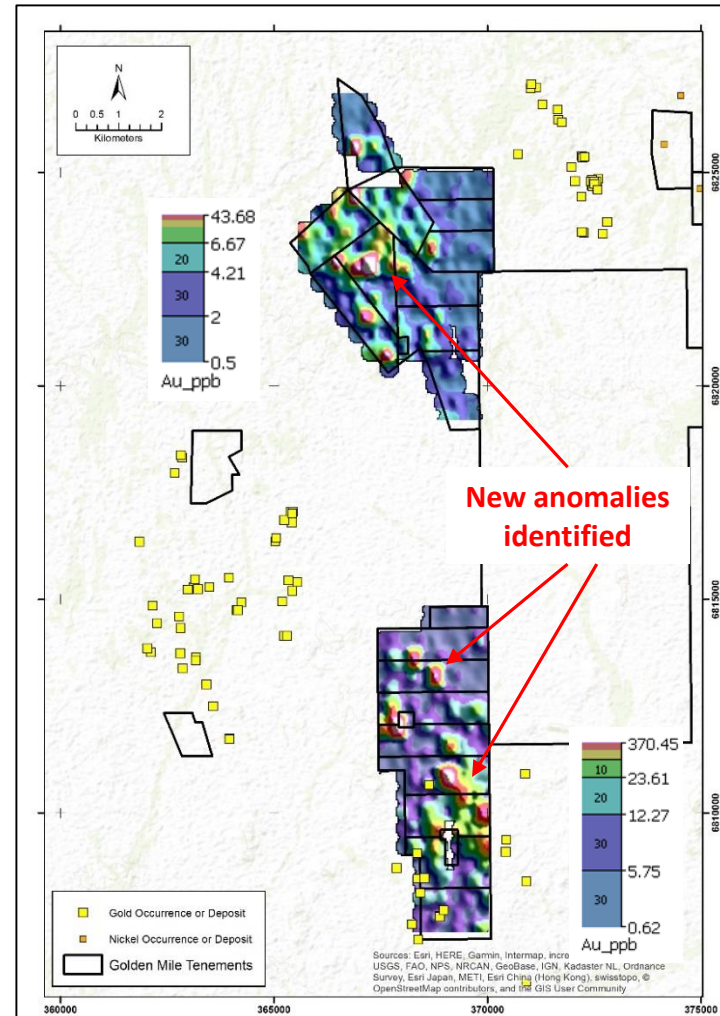 N
0 0.5 1 2
Kilometers
6825000
43.68
6.67
20
4.21
30
2
30
0.5
Au_ppb
6820000
New anomalies
identified
6815000
370.45
10
23.61
20
12.27
30
5.75
30
0.62
Au_ppb
6810000
Gold Occurrence or Deposit
Nickel Occurrence or Deposit
Golden Mile Tenements
Sources: Esri, HERE, Garmin, Intermap, incre
USGS, FAO, NPS, NRCAN, GeoBase, IGN, Kadaster NL, Ordnance
Survey, Esri Japan, METI, Esri China (Hong Kong), swisstopo, ©
OpenStreetMap contributors, and the GIS User Community
360000 365000 370000 375000